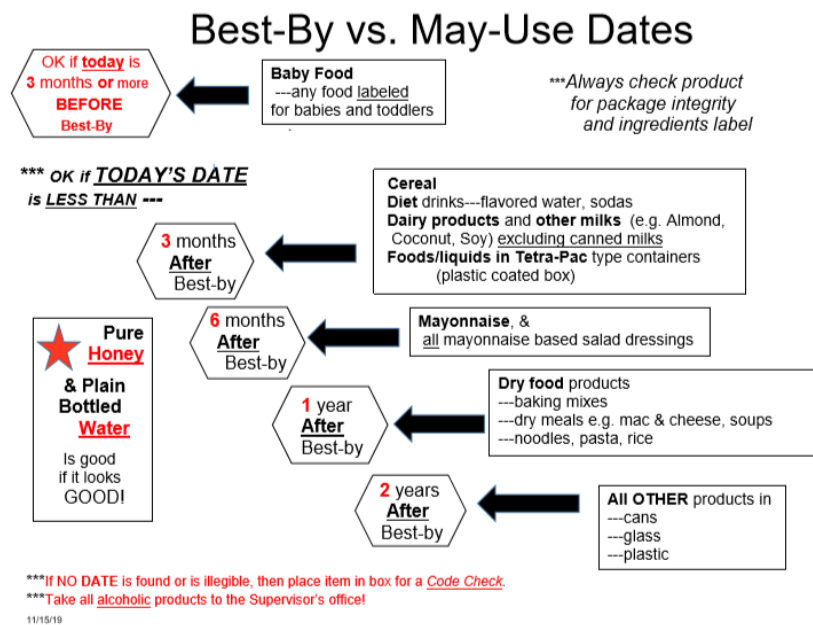 Best-By vs. May-Use Dates
OK if today is
3 months or more
BEFORE
Best-By
Baby Food
---any food labeled
for babies and toddlers
***Always check product
for package integrity
and ingredients label
*** OK if TODAY'S DATE
is LESS THAN ---
3 months
After
Best-by
Cereal
Diet drinks---flavored water, sodas
Dairy products and other milks (e.g. Almond,
Coconut, Soy) excluding canned milks
Foods/liquids in Tetra-Pac type containers
(plastic coated box)
6 months
After
Best-by
Mayonnaise, &
all mayonnaise based salad dressings
Pure
Honey
& Plain
Bottled
Water
Is good
if it looks
GOOD!
1 year
After
Best-by
Dry food products
---baking mixes
---dry meals e.g. mac & cheese, soups
---noodles, pasta, rice
2 years
After
Best-by
All OTHER products in
---cans
---glass
---plastic
***If NO DATE is found or is illegible, then place item in box for a Code Check.
***Take all alcoholic products to the Supervisor's office!
11/15/19